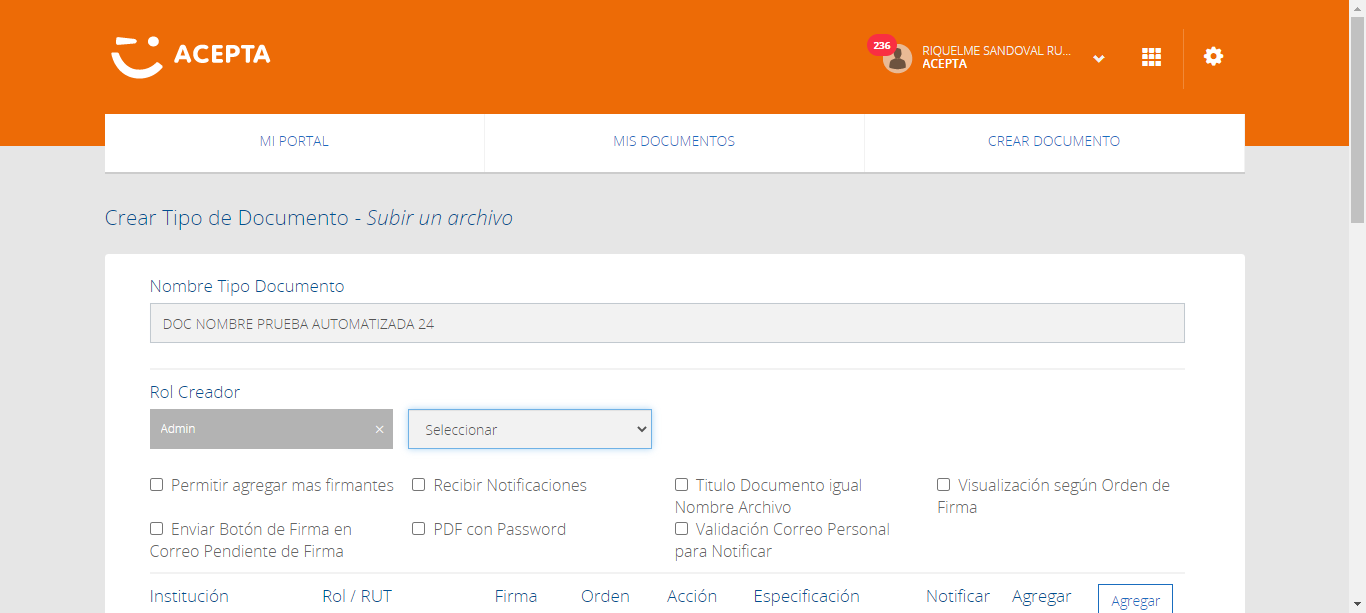 ACEPTA
236
RIQUELME SANDOVAL RU...
ACEPTA
MI PORTAL
MIS DOCUMENTOS
CREAR DOCUMENTO
Crear Tipo de Documento - Subir un archivo
Nombre Tipo Documento
DOC NOMBRE PRUEBA AUTOMATIZADA 24
Rol Creador
Admin ×
Seleccionar
Permitir agregar mas firmantes
Recibir Notificaciones
Titulo Documento igual
Nombre Archivo
Visualización según Orden de
Firma
Enviar Botón de Firma en
Correo Pendiente de Firma
PDF con Password
Validación Correo Personal
para Notificar
Institución Rol / RUT Firma Orden Acción Especificación Notificar Agregar Agregar